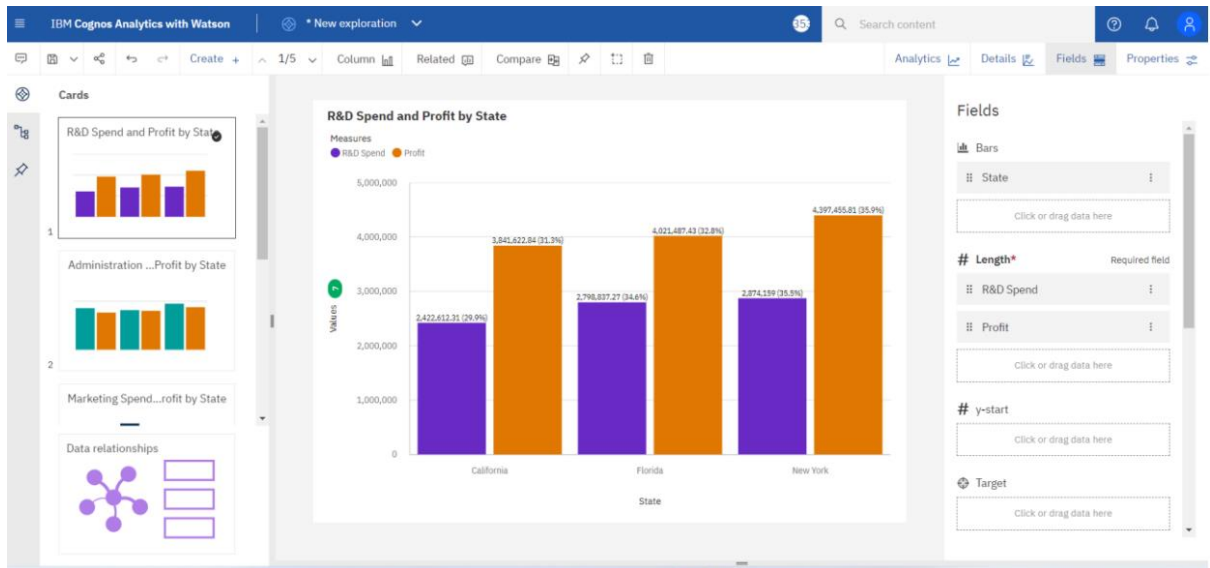 IBM Cognos Analytics with Watson
* New exploration
Search content
Create +
1/5
Column
Related
Compare
Analytics
Details
Fields
Properties
Cards
R&D Spend and Profit by State
1
Administration ...Profit by State
2
Marketing Spend...rofit by State
Data relationships
R&D Spend and Profit by State
Measures
R&D Spend
Profit
5,000,000
4,000,000
3,000,000
2,000,000
1,000,000
0
Values
2,422,612.31 (29.9%)
3,841,622.84 (31.3%)
2,798,837.27 (34.6%)
4,021,487.43 (32.8%)
2,874,159 (35.5%)
4,397,455.81 (35.9%)
California
Florida
New York
State
Fields
Bars
State
Click or drag data here
# Length*
Required field
R&D Spend
Profit
Click or drag data here
# y-start
Click or drag data here
Target
Click or drag data here